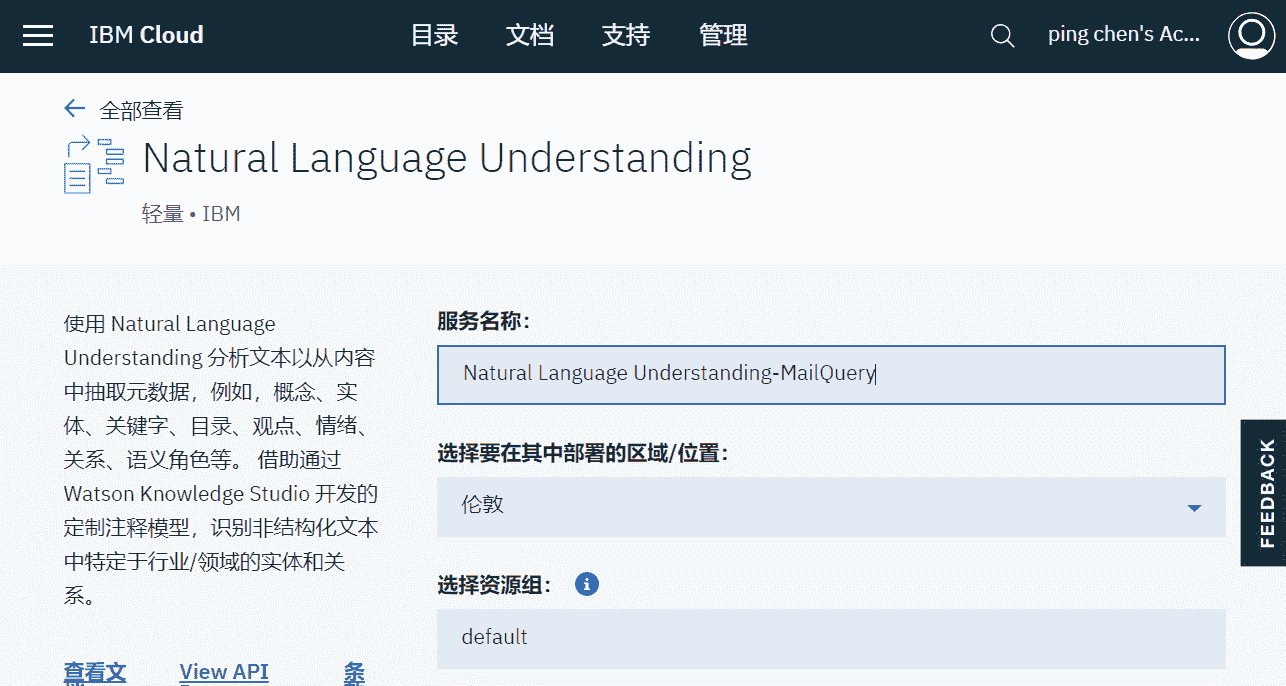 IBM Cloud 目录 文档 支持 管理 ping chen's Ac...
全部查看
Natural Language Understanding
轻量 • IBM
使用 Natural Language
Understanding 分析文本以从内容
中抽取元数据，例如，概念、实
体、关键字、目录、观点、情绪、
关系、语义角色等。 借助通过
Watson Knowledge Studio 开发的
定制注释模型，识别非结构化文本
中特定于行业/领域的实体和关
系。
查看文 View API 条
服务名称：
Natural Language Understanding-MailQuery
选择要在其中部署的区域/位置：
伦敦
选择资源组：
default
FEEDBACK